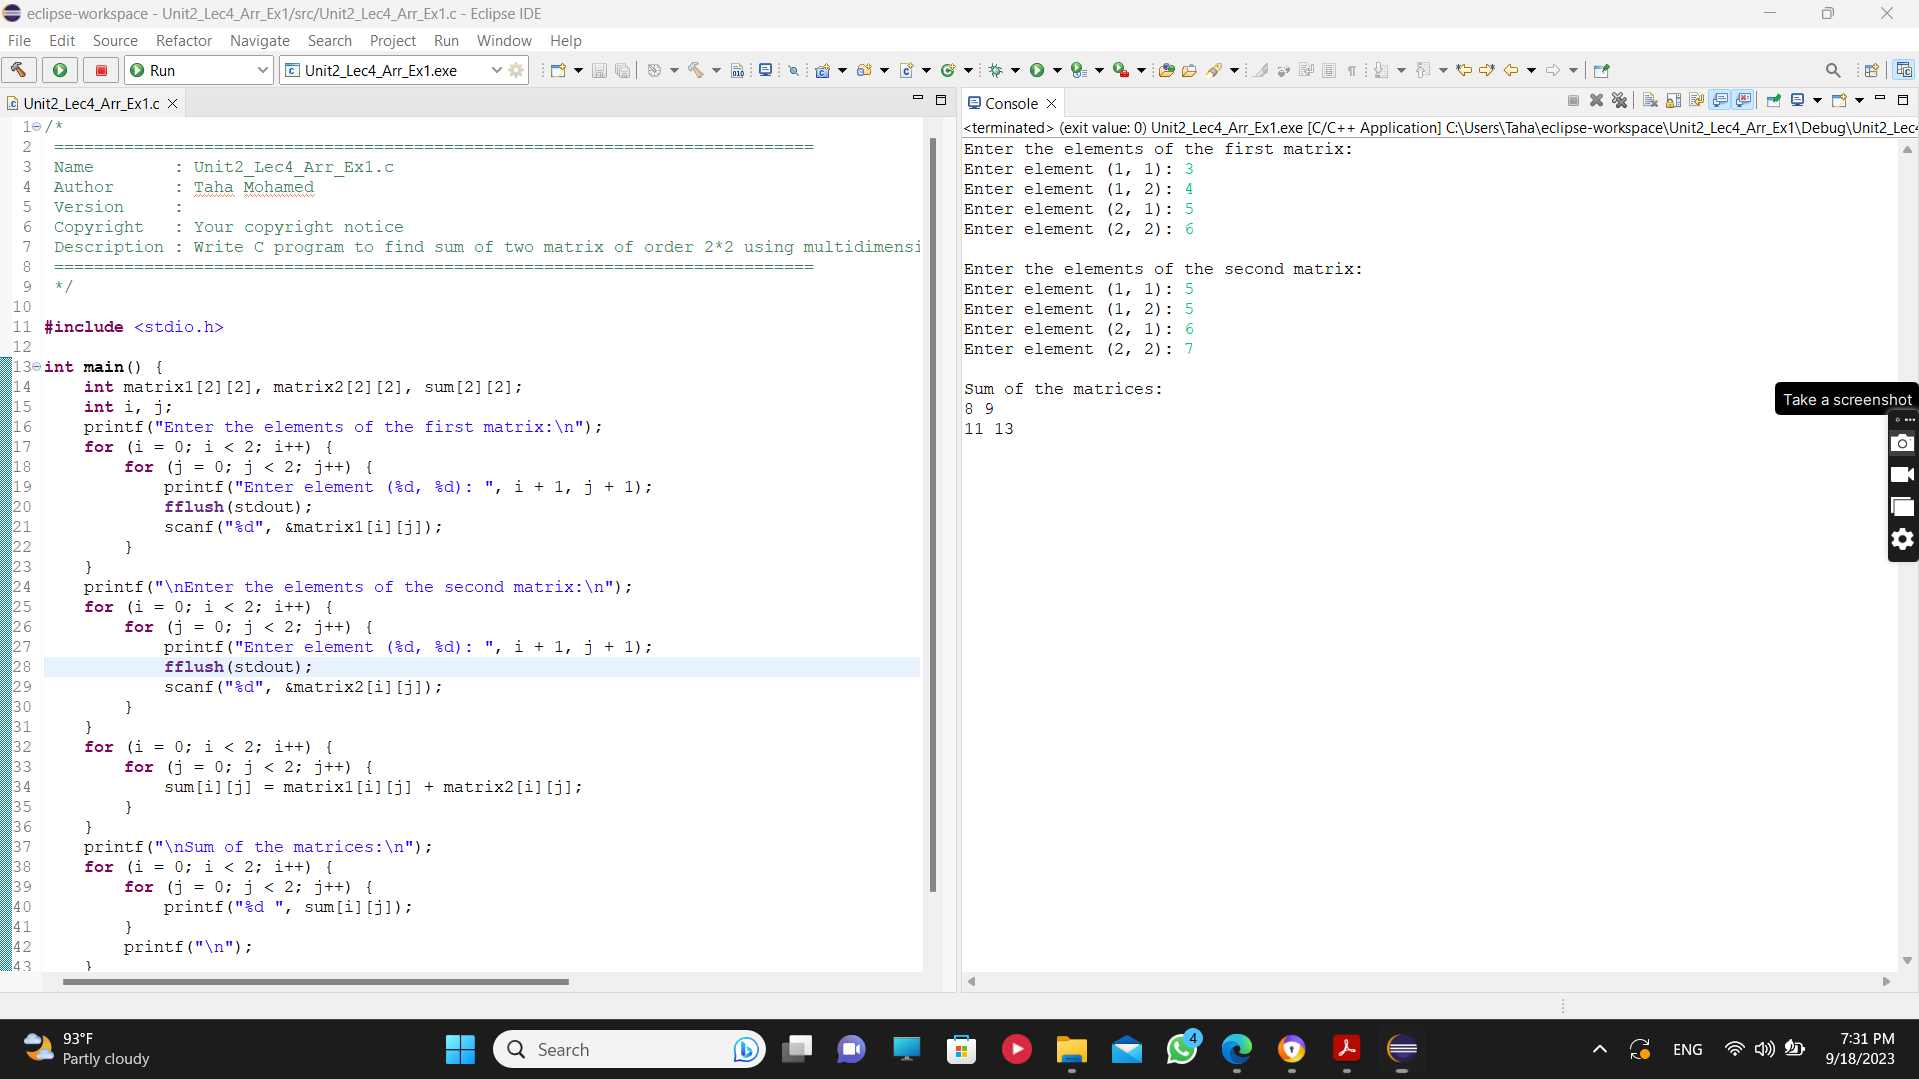 eclipse-workspace - Unit2_Lec4_Arr_Ex1/src/Unit2_Lec4_Arr_Ex1.c - Eclipse IDE
File Edit Source Refactor Navigate Search Project Run Window Help
Run
Unit2_Lec4_Arr_Ex1.exe
Unit2_Lec4_Arr_Ex1.c
1 /*
2 ============================================================================
3 Name        : Unit2_Lec4_Arr_Ex1.c
4 Author      : Taha Mohamed
5 Version     :
6 Copyright   : Your copyright notice
7 Description : Write C program to find sum of two matrix of order 2*2 using multidimensi
8 ============================================================================
9 */
10
11 #include <stdio.h>
12
13 int main() {
14     int matrix1[2][2], matrix2[2][2], sum[2][2];
15     int i, j;
16     printf("Enter the elements of the first matrix:\n");
17     for (i = 0; i < 2; i++) {
18         for (j = 0; j < 2; j++) {
19             printf("Enter element (%d, %d): ", i + 1, j + 1);
20             fflush(stdout);
21             scanf("%d", &matrix1[i][j]);
22         }
23     }
24     printf("\nEnter the elements of the second matrix:\n");
25     for (i = 0; i < 2; i++) {
26         for (j = 0; j < 2; j++) {
27             printf("Enter element (%d, %d): ", i + 1, j + 1);
28             fflush(stdout);
29             scanf("%d", &matrix2[i][j]);
30         }
31     }
32     for (i = 0; i < 2; i++) {
33         for (j = 0; j < 2; j++) {
34             sum[i][j] = matrix1[i][j] + matrix2[i][j];
35         }
36     }
37     printf("\nSum of the matrices:\n");
38     for (i = 0; i < 2; i++) {
39         for (j = 0; j < 2; j++) {
40             printf("%d ", sum[i][j]);
41         }
42         printf("\n");
43     }
Console
<terminated> (exit value: 0) Unit2_Lec4_Arr_Ex1.exe [C/C++ Application] C:\Users\Taha\eclipse-workspace\Unit2_Lec4_Arr_Ex1\Debug\Unit2_Lec4
Enter the elements of the first matrix:
Enter element (1, 1): 3
Enter element (1, 2): 4
Enter element (2, 1): 5
Enter element (2, 2): 6
Enter the elements of the second matrix:
Enter element (1, 1): 5
Enter element (1, 2): 5
Enter element (2, 1): 6
Enter element (2, 2): 7
Sum of the matrices:
8 9
11 13
Take a screenshot
93°F
Partly cloudy
Search
4
ENG
7:31 PM
9/18/2023